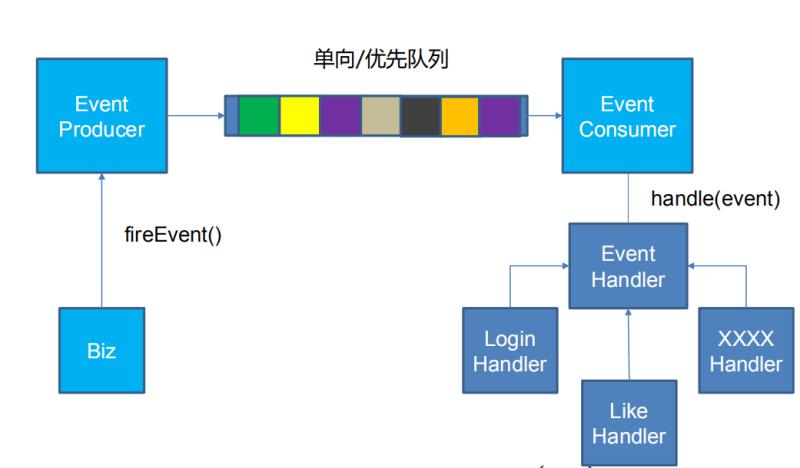 单向/优先队列
Event
Producer
Event
Consumer
handle(event)
fireEvent()
Event
Handler
Biz
Login
Handler
XXXX
Handler
Like
Handler